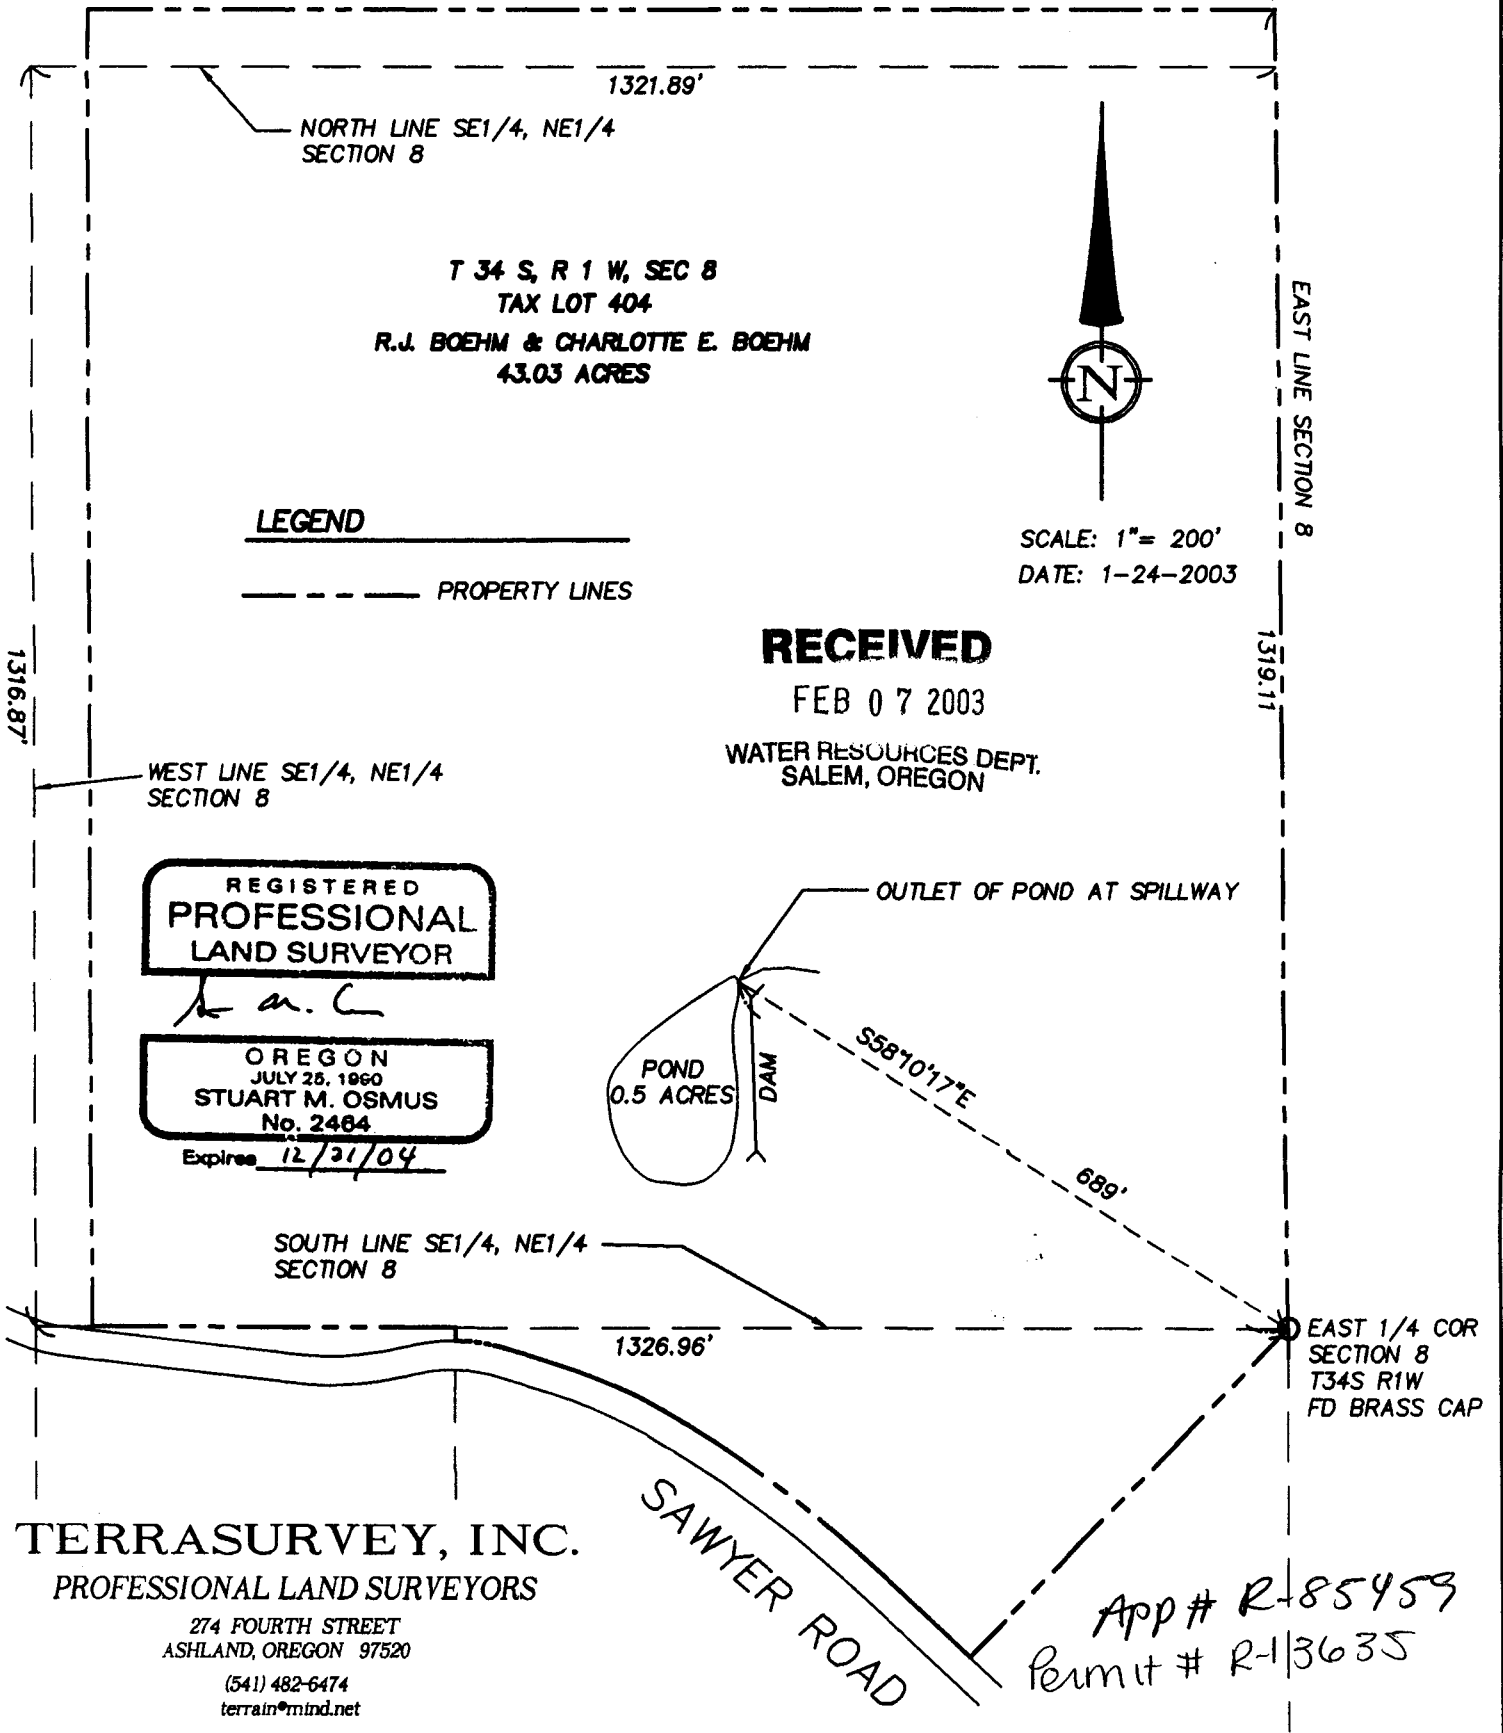 1321.89'
NORTH LINE SE1/4, NE1/4
SECTION 8
T 34 S, R 1 W, SEC 8
TAX LOT 404
R.J. BOEHM & CHARLOTTE E. BOEHM
43.03 ACRES
N
EAST LINE SECTION 8
LEGEND
PROPERTY LINES
SCALE: 1"= 200'
DATE: 1-24-2003
RECEIVED
FEB 07 2003
WATER RESOURCES DEPT.
SALEM, OREGON
1316.87'
1319.11
WEST LINE SE1/4, NE1/4
SECTION 8
REGISTERED
PROFESSIONAL
LAND SURVEYOR
OREGON
JULY 25, 1990
STUART M. OSMUS
No. 2464
Expires 12/31/04
OUTLET OF POND AT SPILLWAY
POND
0.5 ACRES
DAM
S58°10'17"E
689'
SOUTH LINE SE1/4, NE1/4
SECTION 8
1326.96'
EAST 1/4 COR
SECTION 8
T34S R1W
FD BRASS CAP
SAWYER ROAD
TERRASURVEY, INC.
PROFESSIONAL LAND SURVEYORS
274 FOURTH STREET
ASHLAND, OREGON 97520
(541) 482-6474
terrain@mind.net
App # R-85459
Permit # R-13635